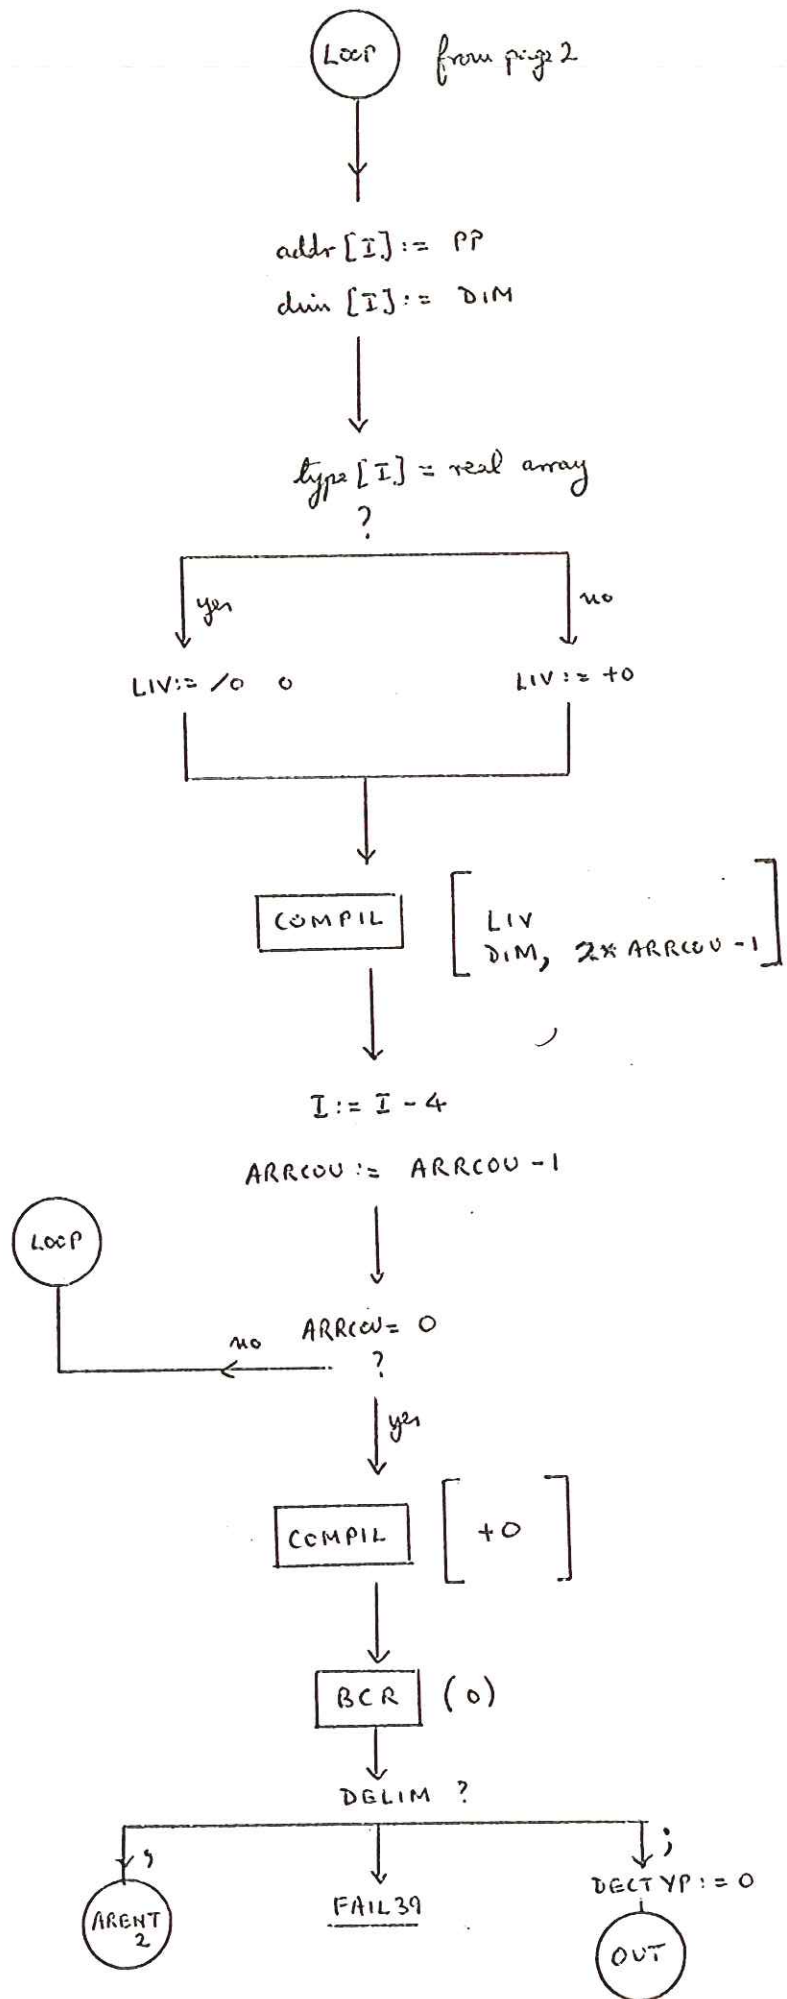 LOOP from page 2
addr [I] := PP
dim [I] := DIM
type [I] = real array
?
yes no
LIV := /0 0 LIV := +0
COMPIL [ LIV
DIM, 2* ARRCOU -1 ]
I := I - 4
ARRCOU := ARRCOU -1
LOOP
ARRCOU = 0
no ?
yes
COMPIL [ +0 ]
BCR (0)
DELIM ?
, ;
DECTYP := 0
ARENT
2
FAIL39
OUT